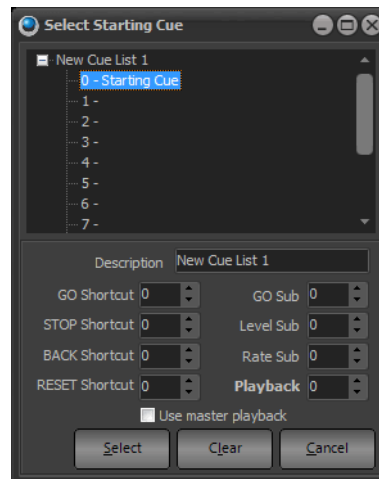 Select Starting Cue
New Cue List 1
0 - Starting Cue
1 -
2 -
3 -
4 -
5 -
6 -
7 -
Description New Cue List 1
GO Shortcut 0 GO Sub 0
STOP Shortcut 0 Level Sub 0
BACK Shortcut 0 Rate Sub 0
RESET Shortcut 0 Playback 0
Use master playback
Select Clear Cancel